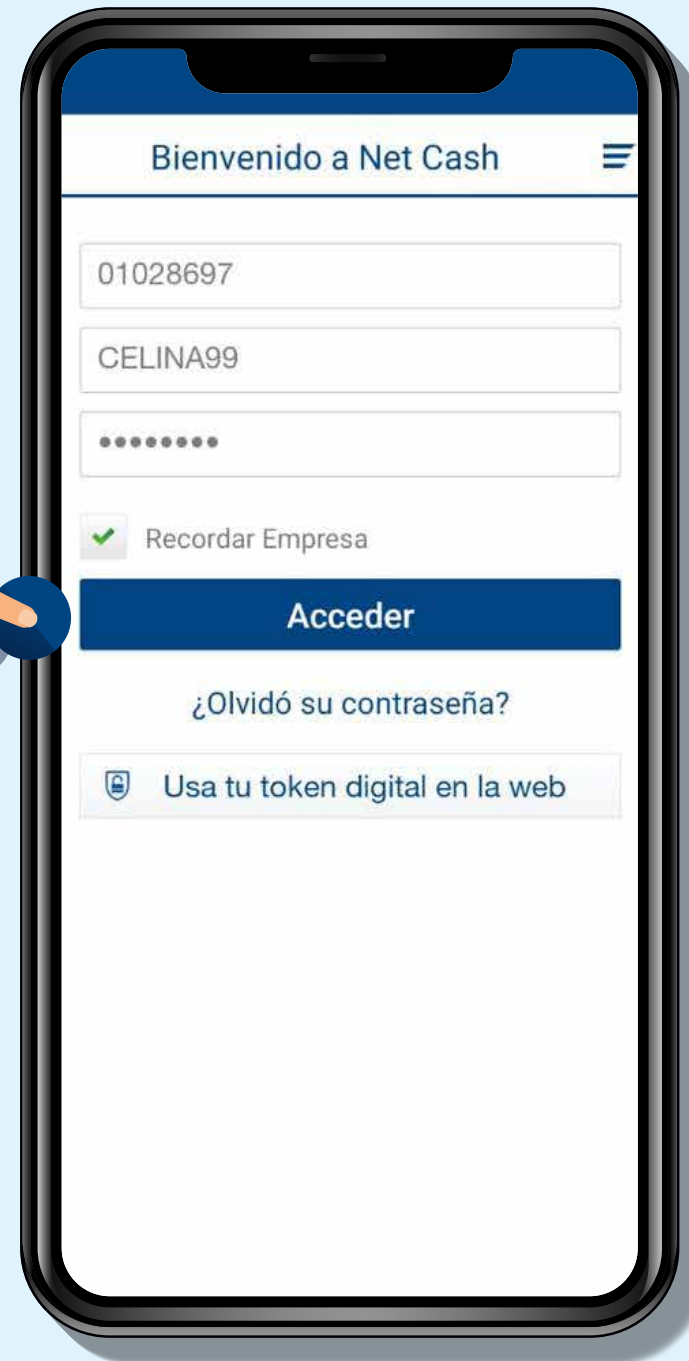 Bienvenido a Net Cash
01028697
CELINA99
••••••••
Recordar Empresa
Acceder
¿Olvidó su contraseña?
Usa tu token digital en la web